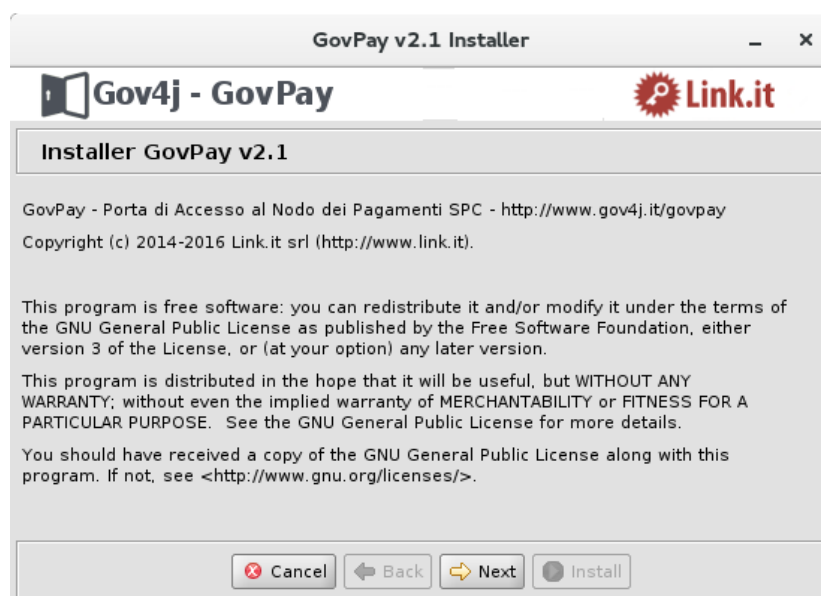 GovPay v2.1 Installer
Gov4j - GovPay
Link.it
Installer GovPay v2.1
GovPay - Porta di Accesso al Nodo dei Pagamenti SPC - http://www.gov4j.it/govpay
Copyright (c) 2014-2016 Link.it srl (http://www.link.it).
This program is free software: you can redistribute it and/or modify it under the terms of
the GNU General Public License as published by the Free Software Foundation, either
version 3 of the License, or (at your option) any later version.
This program is distributed in the hope that it will be useful, but WITHOUT ANY
WARRANTY; without even the implied warranty of MERCHANTABILITY or FITNESS FOR A
PARTICULAR PURPOSE.  See the GNU General Public License for more details.
You should have received a copy of the GNU General Public License along with this
program. If not, see <http://www.gnu.org/licenses/>.
Cancel Back Next Install